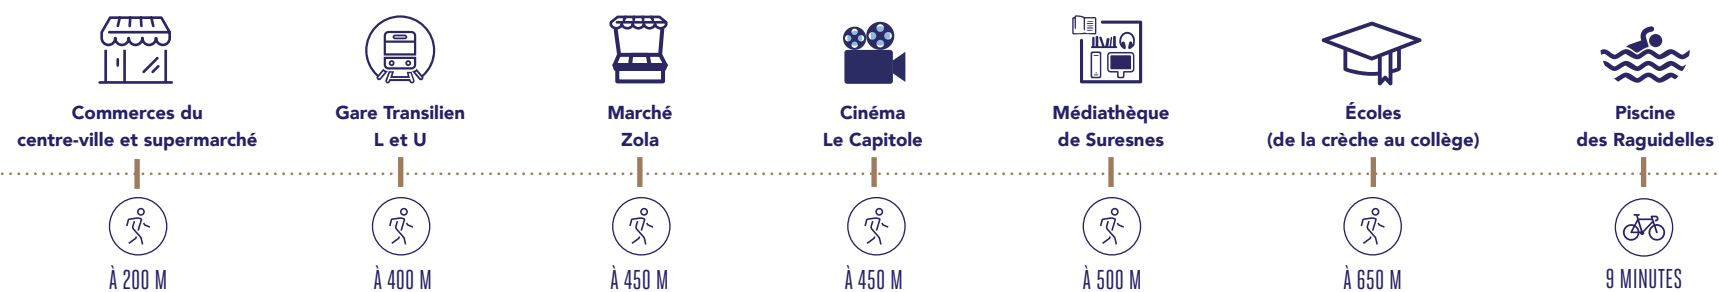 Commerces du
centre-ville et supermarché
À 200 M
Gare Transilien
L et U
À 400 M
Marché
Zola
À 450 M
Cinéma
Le Capitole
À 450 M
Médiathèque
de Suresnes
À 500 M
Écoles
(de la crèche au collège)
À 650 M
Piscine
des Raguidelles
9 MINUTES